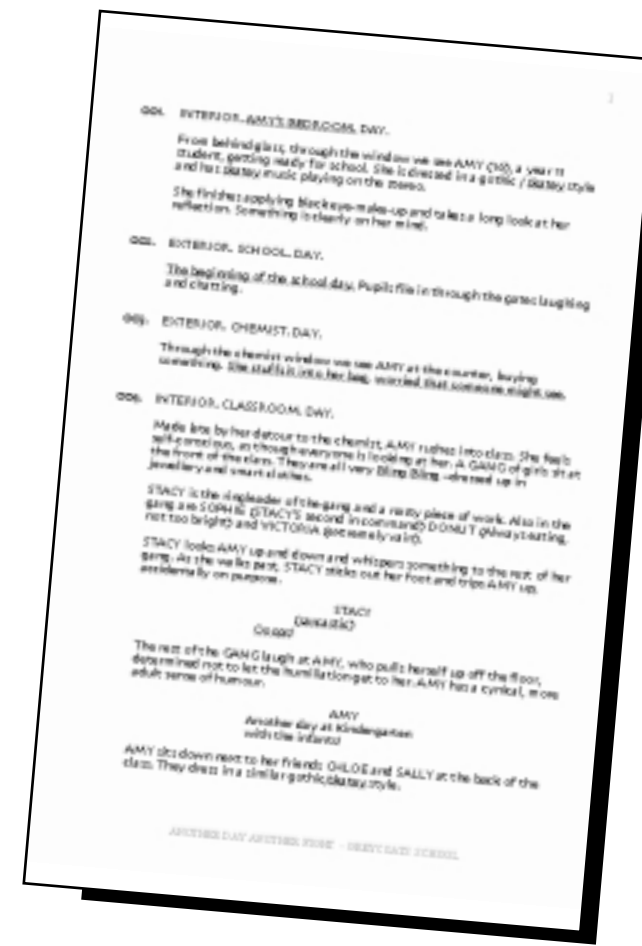 1
001. INTERIOR. AMY'S BEDROOM. DAY.
From behind glass, through the window we see AMY (16), a year 11
student, getting ready for school. She is dressed in a gothic / skatey style
and has skatey music playing on the stereo.
She finishes applying black eye-make-up and takes a long look at her
reflection. Something is clearly on her mind.
002. EXTERIOR. SCHOOL. DAY.
The beginning of the school day. Pupils file in through the gates laughing
and chatting.
003. EXTERIOR. CHEMIST. DAY.
Through the chemist window we see AMY at the counter, buying
something. She stuffs it into her bag, worried that someone might see.
INTERIOR. CLASSROOM. DAY.
Made late by her detour to the chemist, AMY rushes into class. She feels
self-conscious, as though everyone is looking at her. A GANG of girls sit at
the front of the class. They are all very Bling Bling -dressed up in
jewellery and smart clothes.
STACY is the ringleader of the gang and a nasty piece of work. Also in the
gang are SOPHIE (STACY'S second in command) DONUT (Always eating,
not too bright) and VICTORIA (extremely vain).
STACY looks AMY up and down and whispers something to the rest of her
gang. As she walks past, STACY sticks out her foot and trips AMY up,
accidentally on purpose.
STACY
(sarcastic)
Ooops!
The rest of the GANG laugh at AMY, who pulls herself up off the floor,
determined not to let the humiliation get to her. AMY has a cynical, more
adult sense of humour.
AMY
Another day at Kindergarten
with the infants!
AMY sits down next to her friends CHLOE and SALLY at the back of the
class. They dress in a similar gothic/skatey style.
ANOTHER DAY ANOTHER FIGHT - GREYCOATS SCHOOL